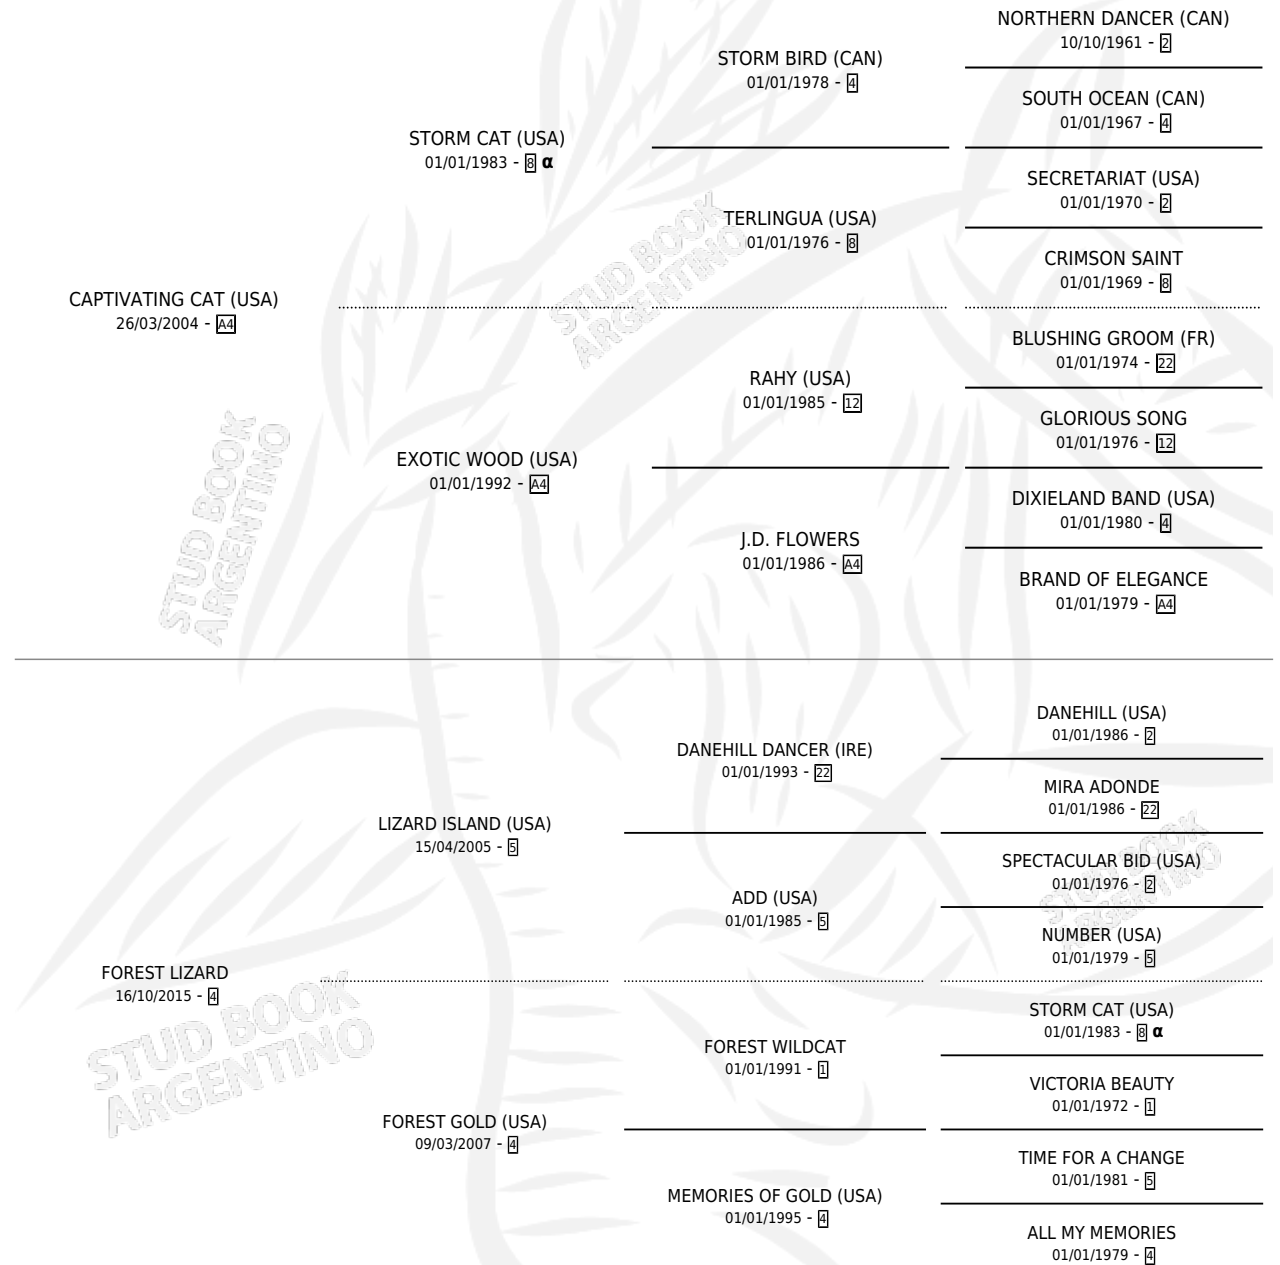 NORTHERN DANCER (CAN)
10/10/1961 - 2
STORM BIRD (CAN)
01/01/1978 - 4
SOUTH OCEAN (CAN)
01/01/1967 - 4
STORM CAT (USA)
01/01/1983 - 8 α
SECRETARIAT (USA)
01/01/1970 - 2
TERLINGUA (USA)
01/01/1976 - 8
CRIMSON SAINT
01/01/1969 - 8
CAPTIVATING CAT (USA)
26/03/2004 - A4
BLUSHING GROOM (FR)
01/01/1974 - 22
RAHY (USA)
01/01/1985 - 12
GLORIOUS SONG
01/01/1976 - 12
EXOTIC WOOD (USA)
01/01/1992 - A4
DIXIELAND BAND (USA)
01/01/1980 - 4
J.D. FLOWERS
01/01/1986 - A4
BRAND OF ELEGANCE
01/01/1979 - A4
DANEHILL (USA)
01/01/1986 - 2
DANEHILL DANCER (IRE)
01/01/1993 - 22
MIRA ADONDE
01/01/1986 - 22
LIZARD ISLAND (USA)
15/04/2005 - 5
SPECTACULAR BID (USA)
01/01/1976 - 2
ADD (USA)
01/01/1985 - 5
NUMBER (USA)
01/01/1979 - 5
FOREST LIZARD
16/10/2015 - 4
STORM CAT (USA)
01/01/1983 - 8 α
FOREST WILDCAT
01/01/1991 - 1
VICTORIA BEAUTY
01/01/1972 - 1
FOREST GOLD (USA)
09/03/2007 - 4
TIME FOR A CHANGE
01/01/1981 - 5
MEMORIES OF GOLD (USA)
01/01/1995 - 4
ALL MY MEMORIES
01/01/1979 - 4
STUD BOOK
ARGENTINO
STUD BOOK
ARGENTINO
STUD BOOK
ARGENTINO
STUD BOOK
ARGENTINO